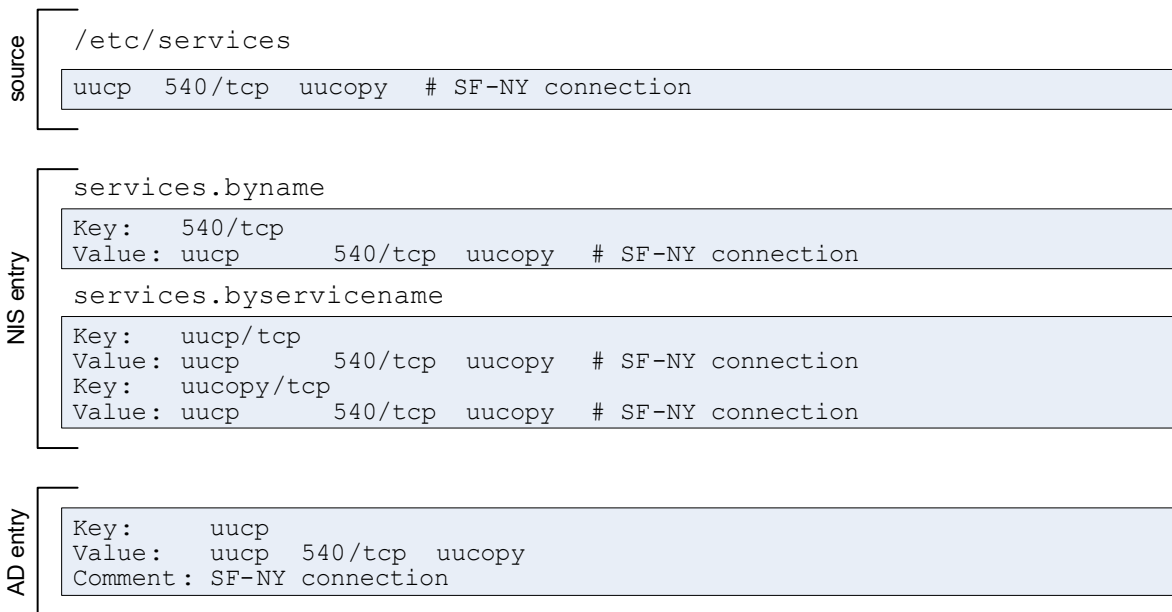 source
/etc/services
uucp 540/tcp uucopy # SF-NY connection
NIS entry
services.byname
Key: 540/tcp
Value: uucp 540/tcp uucopy # SF-NY connection
services.byservicename
Key: uucp/tcp
Value: uucp 540/tcp uucopy # SF-NY connection
Key: uucopy/tcp
Value: uucp 540/tcp uucopy # SF-NY connection
AD entry
Key: uucp
Value: uucp 540/tcp uucopy
Comment: SF-NY connection